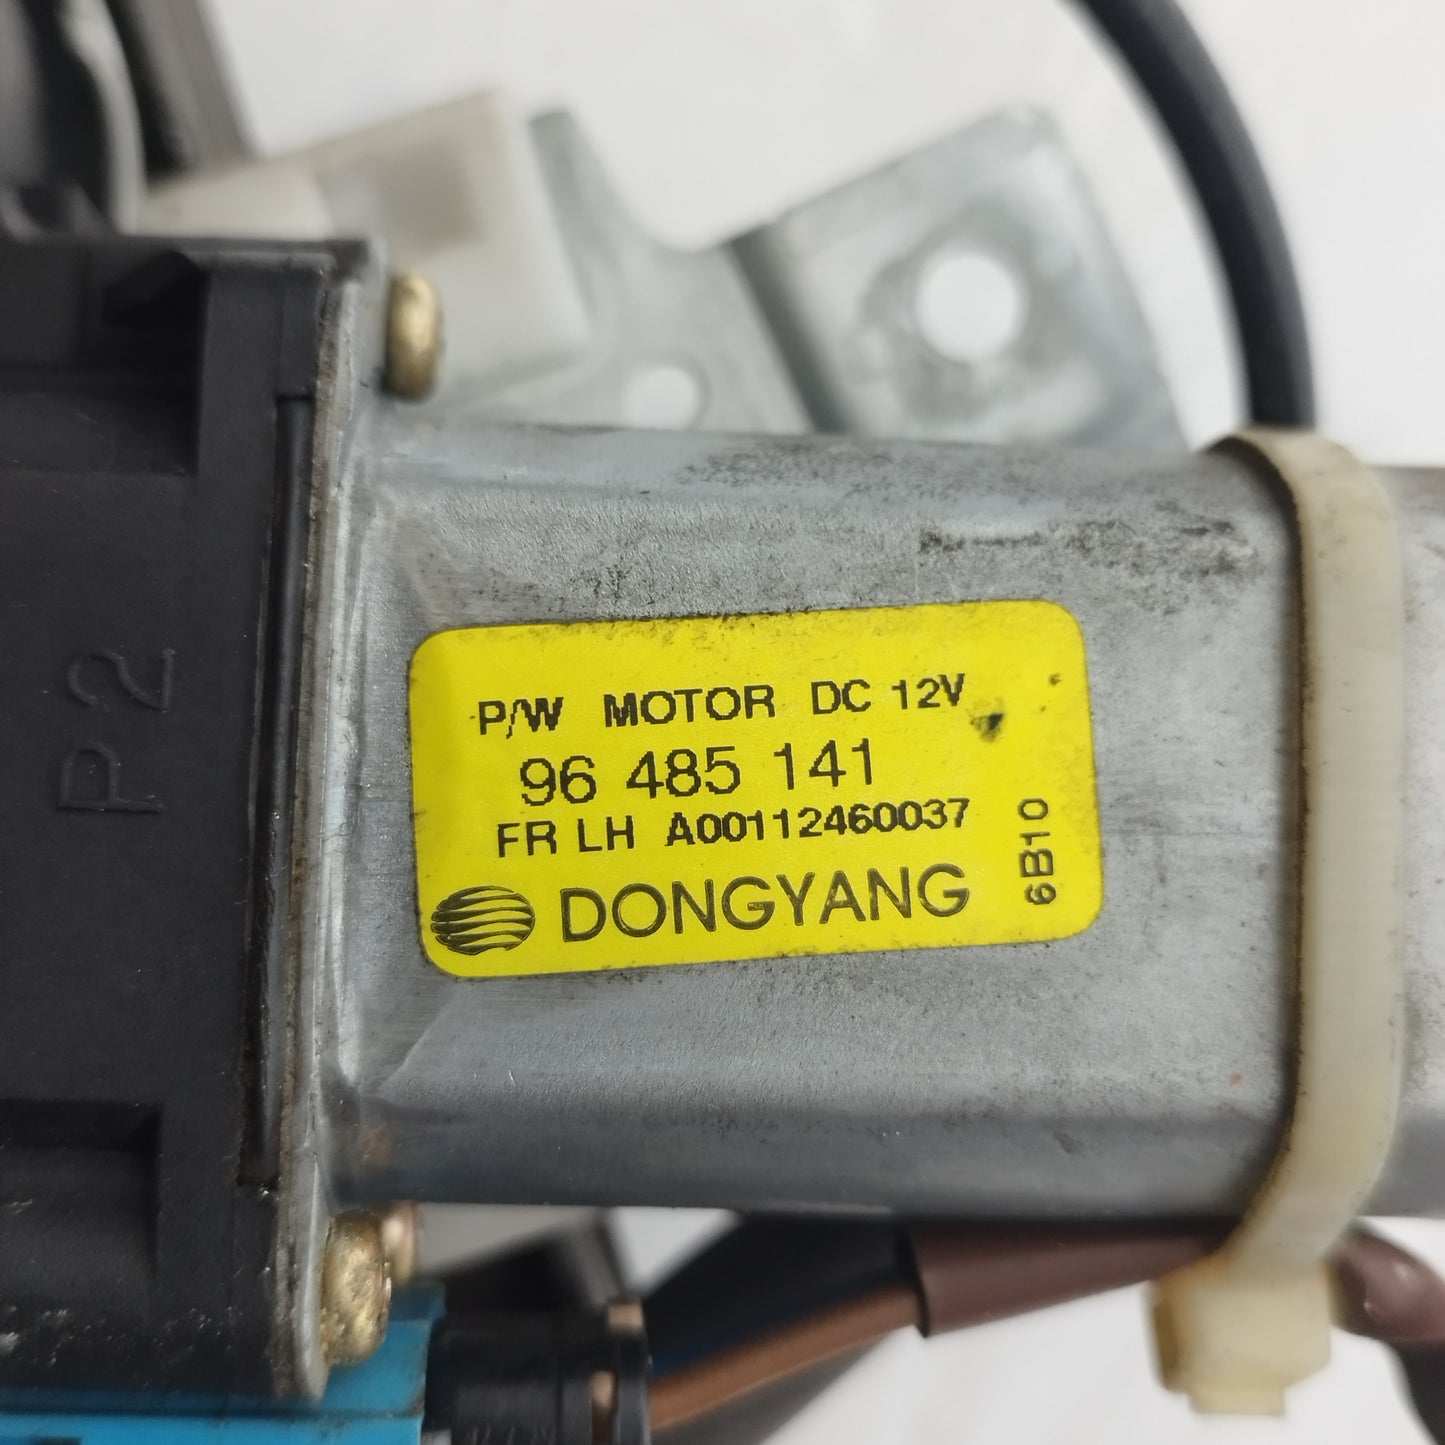 P/W MOTOR DC 12V
96 485 141
FR LH A00112460037
DONGYANG
6B10
P2